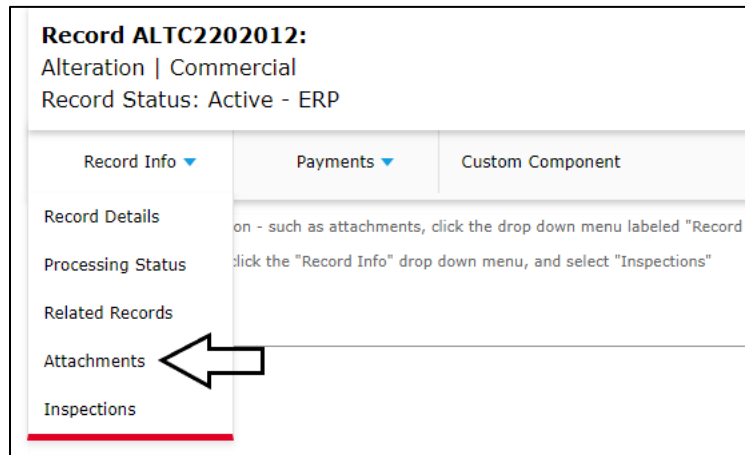 Record ALTC2202012:
Alteration | Commercial
Record Status: Active - ERP
Record Info Payments Custom Component
Record Details
on - such as attachments, click the drop down menu labeled "Record
Processing Status
click the "Record Info" drop down menu, and select "Inspections"
Related Records
Attachments
Inspections